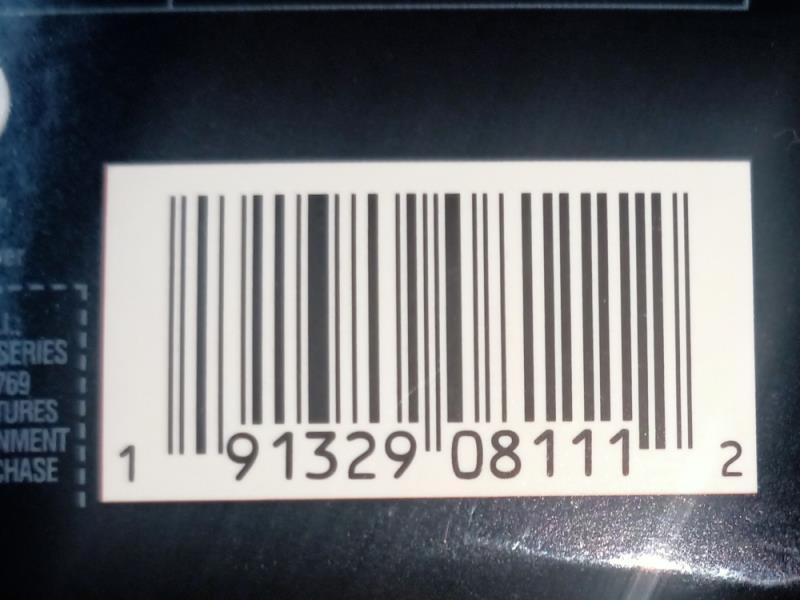 SERIES
769
TURES
NMENT
CHASE
1 91329 08111 2